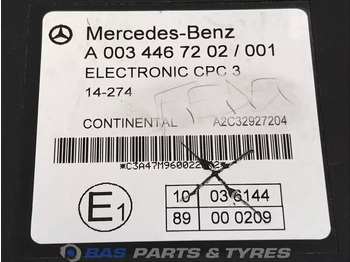 Mercedes-Benz
A 003 446 72 02 / 001
ELECTRONIC CPC 3
14-274
CONTINENTAL A2C32927204
E1
10 03 6144
89 00 0209
BAS PARTS & TYRES